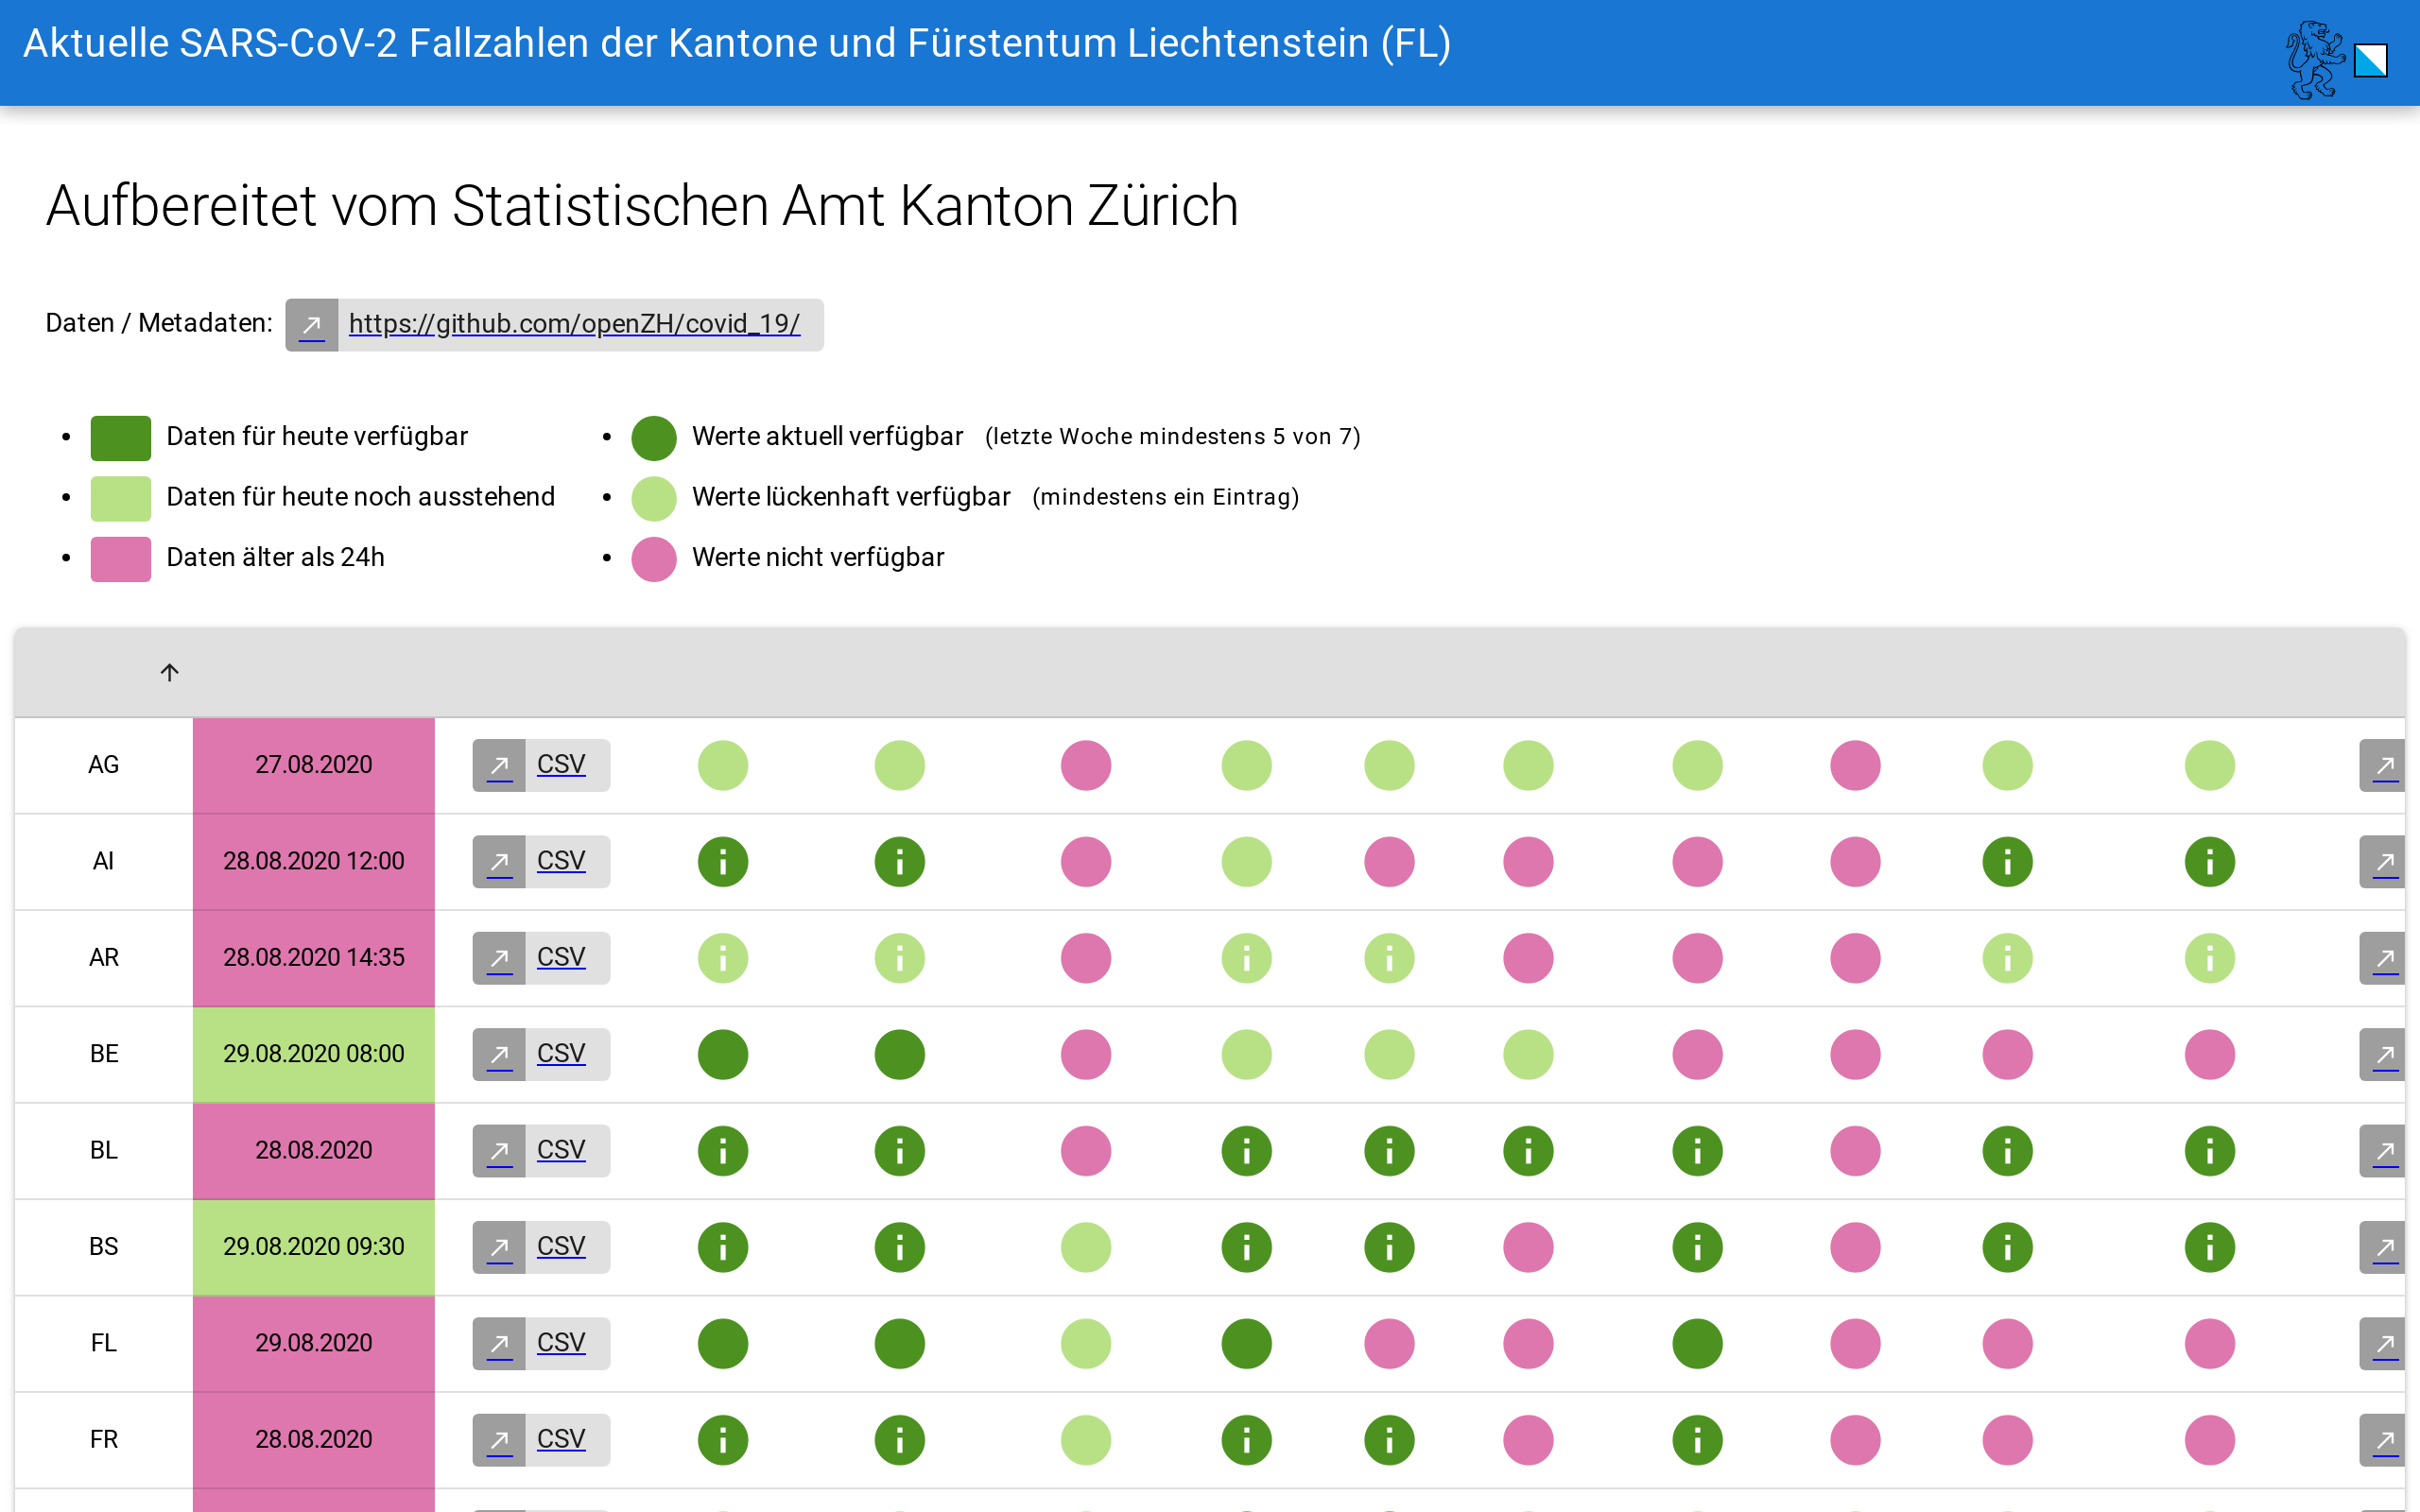 Aktuelle SARS-CoV-2 Fallzahlen der Kantone und Fürstentum Liechtenstein (FL)
Aufbereitet vom Statistischen Amt Kanton Zürich
Daten / Metadaten: https://github.com/openZH/covid_19/
Daten für heute verfügbar
Daten für heute noch ausstehend
Daten älter als 24h
Werte aktuell verfügbar (letzte Woche mindestens 5 von 7)
Werte lückenhaft verfügbar (mindestens ein Eintrag)
Werte nicht verfügbar
AG 27.08.2020 CSV
AI 28.08.2020 12:00 CSV
AR 28.08.2020 14:35 CSV
BE 29.08.2020 08:00 CSV
BL 28.08.2020 CSV
BS 29.08.2020 09:30 CSV
FL 29.08.2020 CSV
FR 28.08.2020 CSV